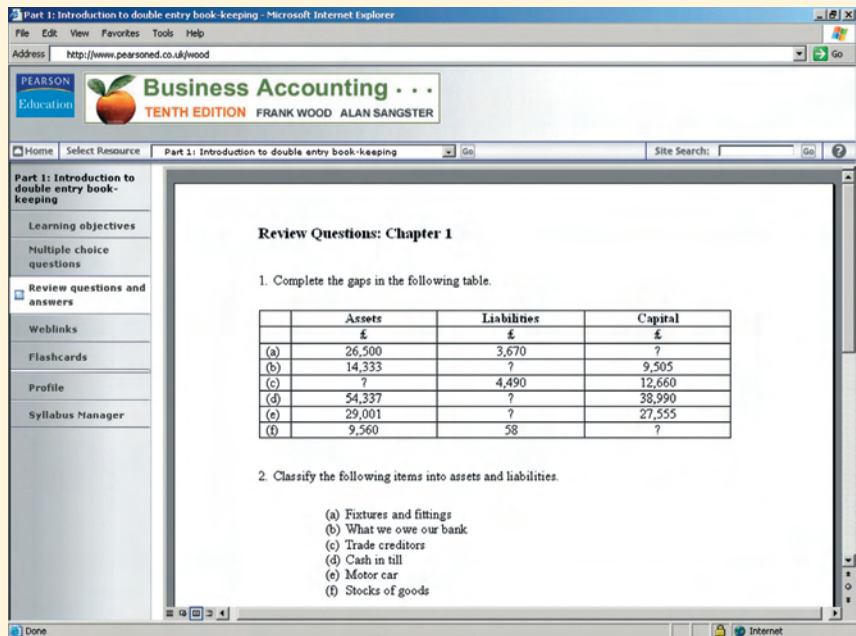 Part 1: Introduction to double entry book-keeping - Microsoft Internet Explorer
File Edit View Favorites Tools Help
Address http://www.pearsoned.co.uk/wood Go
PEARSON
Education
Business Accounting . . .
TENTH EDITION FRANK WOOD ALAN SANGSTER
Home Select Resource Part 1: Introduction to double entry book-keeping Go Site Search: Go ?
Part 1: Introduction to
double entry book-
keeping
Learning objectives
Multiple choice
questions
Review questions and
answers
Weblinks
Flashcards
Profile
Syllabus Manager
Review Questions: Chapter 1
1. Complete the gaps in the following table.
Assets Liabilities Capital
£ £ £
(a) 26,500 3,670 ?
(b) 14,333 ? 9,505
(c) ? 4,490 12,660
(d) 54,337 ? 38,990
(e) 29,001 ? 27,555
(f) 9,560 58 ?
2. Classify the following items into assets and liabilities.
(a) Fixtures and fittings
(b) What we owe our bank
(c) Trade creditors
(d) Cash in till
(e) Motor car
(f) Stocks of goods
Done Internet